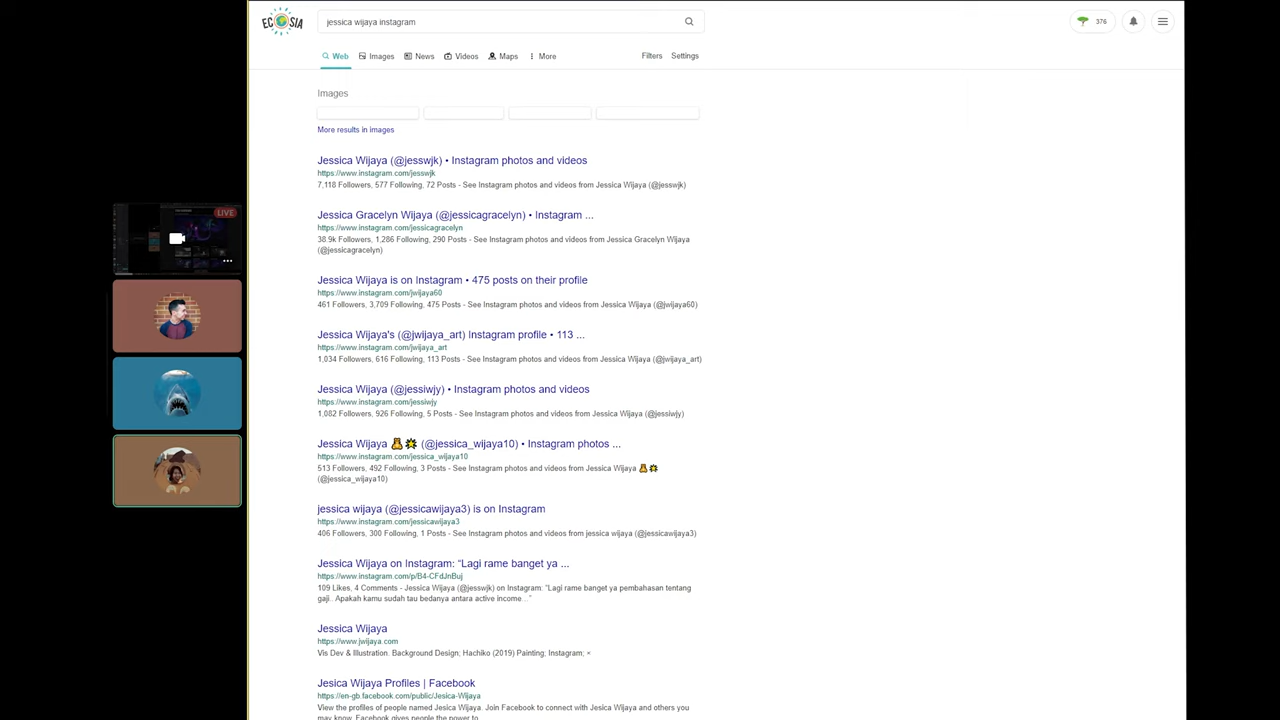 ECOSIA
jessica wijaya instagram
376
Web Images News Videos Maps More Filters Settings
Images
More results in images
Jessica Wijaya (@jesswjk) • Instagram photos and videos
https://www.instagram.com/jesswjk
7,118 Followers, 577 Following, 72 Posts - See Instagram photos and videos from Jessica Wijaya (@jesswjk)
LIVE
Jessica Gracelyn Wijaya (@jessicagracelyn) • Instagram ...
https://www.instagram.com/jessicagracelyn
38.9k Followers, 1,286 Following, 290 Posts - See Instagram photos and videos from Jessica Gracelyn Wijaya
(@jessicagracelyn)
Jessica Wijaya is on Instagram • 475 posts on their profile
https://www.instagram.com/jwijaya60
461 Followers, 3,709 Following, 475 Posts - See Instagram photos and videos from Jessica Wijaya (@jwijaya60)
Jessica Wijaya's (@jwijaya_art) Instagram profile • 113 ...
https://www.instagram.com/jwijaya_art
1,034 Followers, 616 Following, 113 Posts - See Instagram photos and videos from Jessica Wijaya (@jwijaya_art)
Jessica Wijaya (@jessiwjy) • Instagram photos and videos
https://www.instagram.com/jessiwjy
1,082 Followers, 926 Following, 5 Posts - See Instagram photos and videos from Jessica Wijaya (@jessiwjy)
Jessica Wijaya (@jessica_wijaya10) • Instagram photos ...
https://www.instagram.com/jessica_wijaya10
513 Followers, 492 Following, 3 Posts - See Instagram photos and videos from Jessica Wijaya
(@jessica_wijaya10)
jessica wijaya (@jessicawijaya3) is on Instagram
https://www.instagram.com/jessicawijaya3
406 Followers, 300 Following, 1 Posts - See Instagram photos and videos from jessica wijaya (@jessicawijaya3)
Jessica Wijaya on Instagram: “Lagi rame banget ya ...
https://www.instagram.com/p/B4-CFdJnBuj
109 Likes, 4 Comments - Jessica Wijaya (@jesswjk) on Instagram: “Lagi rame banget ya pembahasan tentang
gaji.. Apakah kamu sudah tau bedanya antara active income…”
Jessica Wijaya
https://www.jwijaya.com
Vis Dev & Illustration. Background Design; Hachiko (2019) Painting; Instagram; ×
Jesica Wijaya Profiles | Facebook
https://en-gb.facebook.com/public/Jesica-Wijaya
View the profiles of people named Jesica Wijaya. Join Facebook to connect with Jesica Wijaya and others you
may know. Facebook gives people the power to